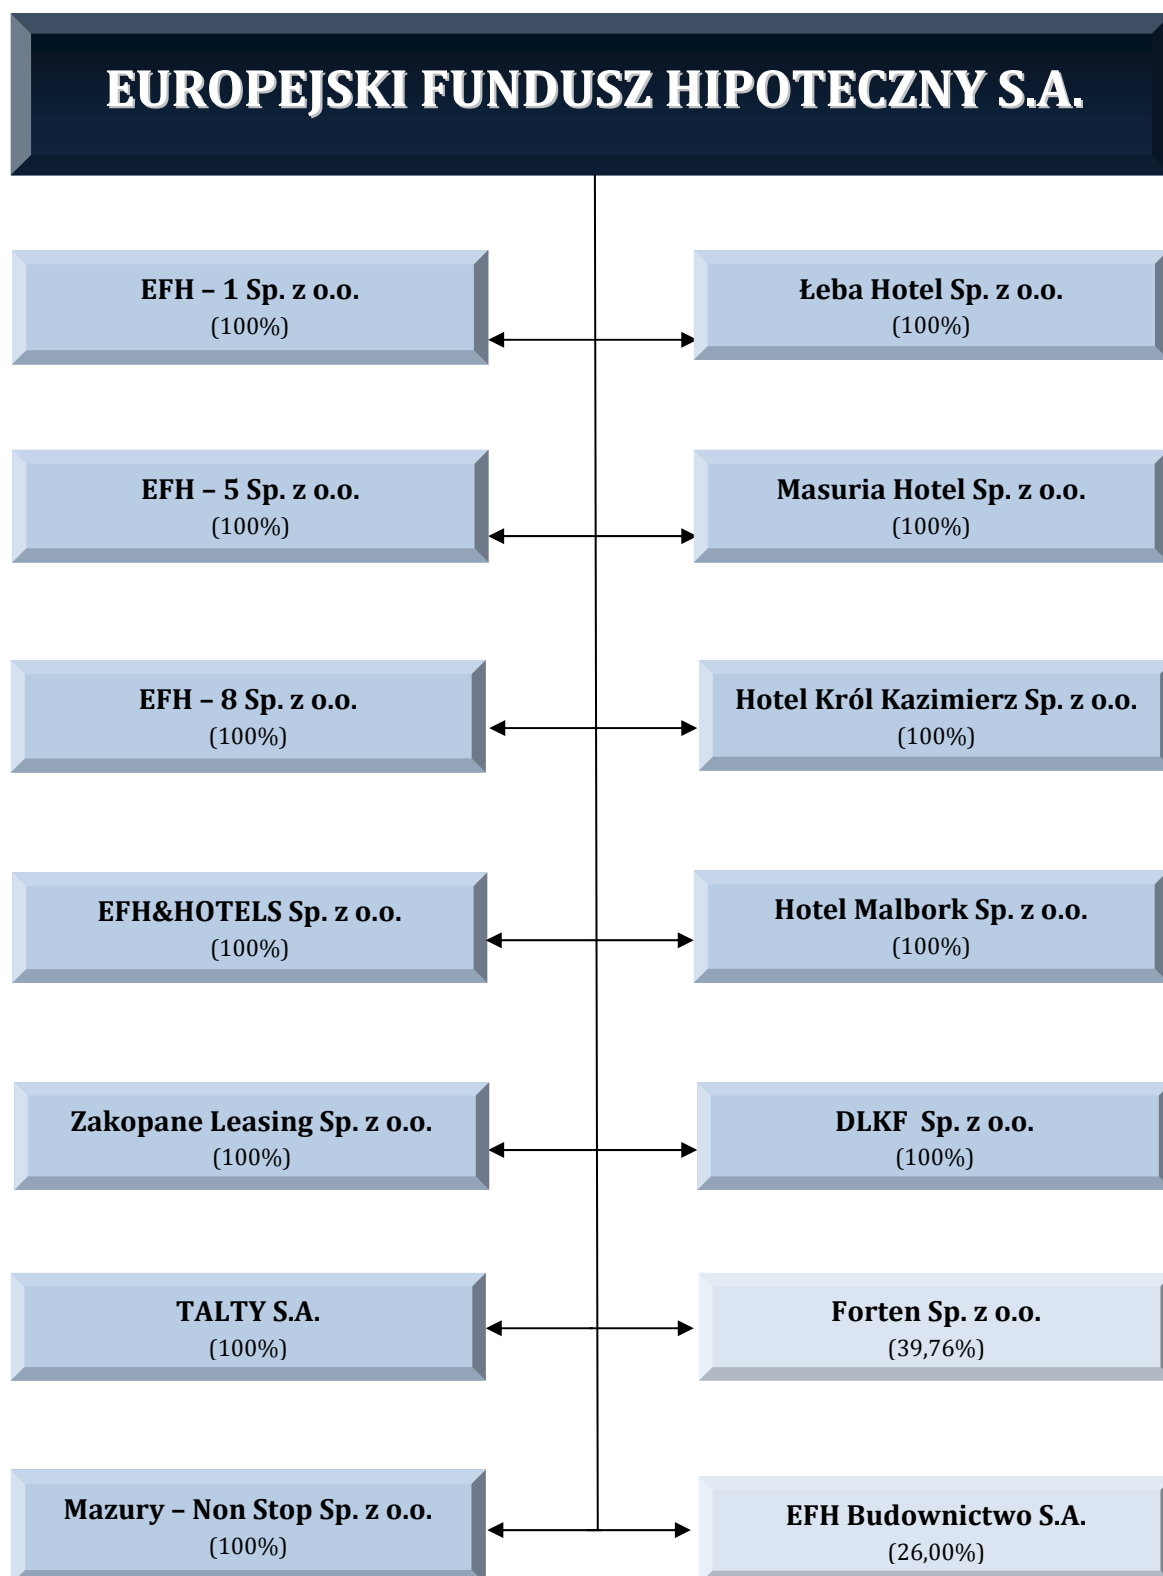 EUROPEJSKI FUNDUSZ HIPOTECZNY S.A.
EFH – 1 Sp. z o.o.
(100%)
Łeba Hotel Sp. z o.o.
(100%)
EFH – 5 Sp. z o.o.
(100%)
Masuria Hotel Sp. z o.o.
(100%)
EFH – 8 Sp. z o.o.
(100%)
Hotel Król Kazimierz Sp. z o.o.
(100%)
EFH&HOTELS Sp. z o.o.
(100%)
Hotel Malbork Sp. z o.o.
(100%)
Zakopane Leasing Sp. z o.o.
(100%)
DLKF Sp. z o.o.
(100%)
TALTY S.A.
(100%)
Forten Sp. z o.o.
(39,76%)
Mazury – Non Stop Sp. z o.o.
(100%)
EFH Budownictwo S.A.
(26,00%)